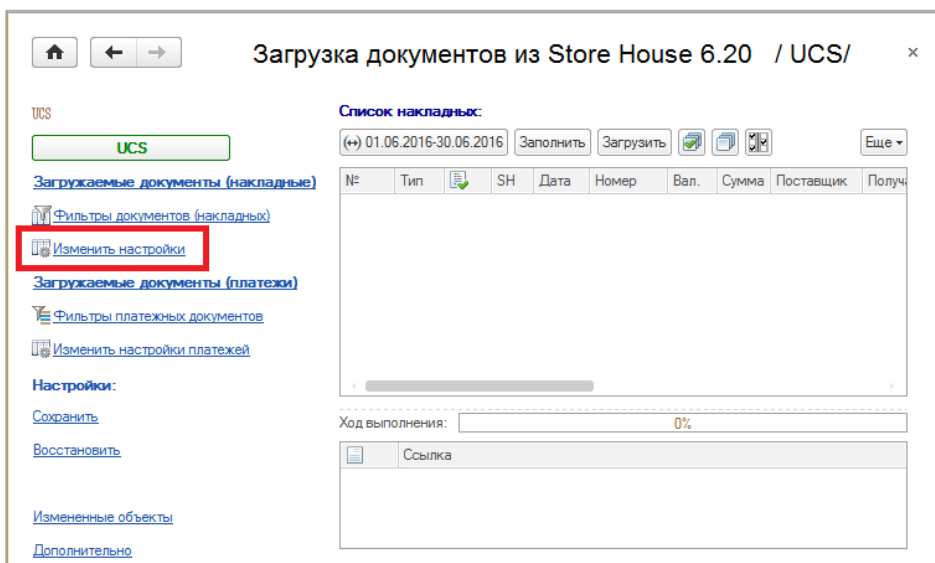 Загрузка документов из Store House 6.20 / UCS/
UCS
UCS
Загружаемые документы (накладные)
Фильтры документов (накладных)
Изменить настройки
Загружаемые документы (платежи)
Фильтры платежных документов
Изменить настройки платежей
Настройки:
Сохранить
Восстановить
Измененные объекты
Дополнительно
Список накладных:
01.06.2016-30.06.2016 Заполнить Загрузить Еще
№ Тип SH Дата Номер Вал. Сумма Поставщик Получа
Ход выполнения: 0%
Ссылка